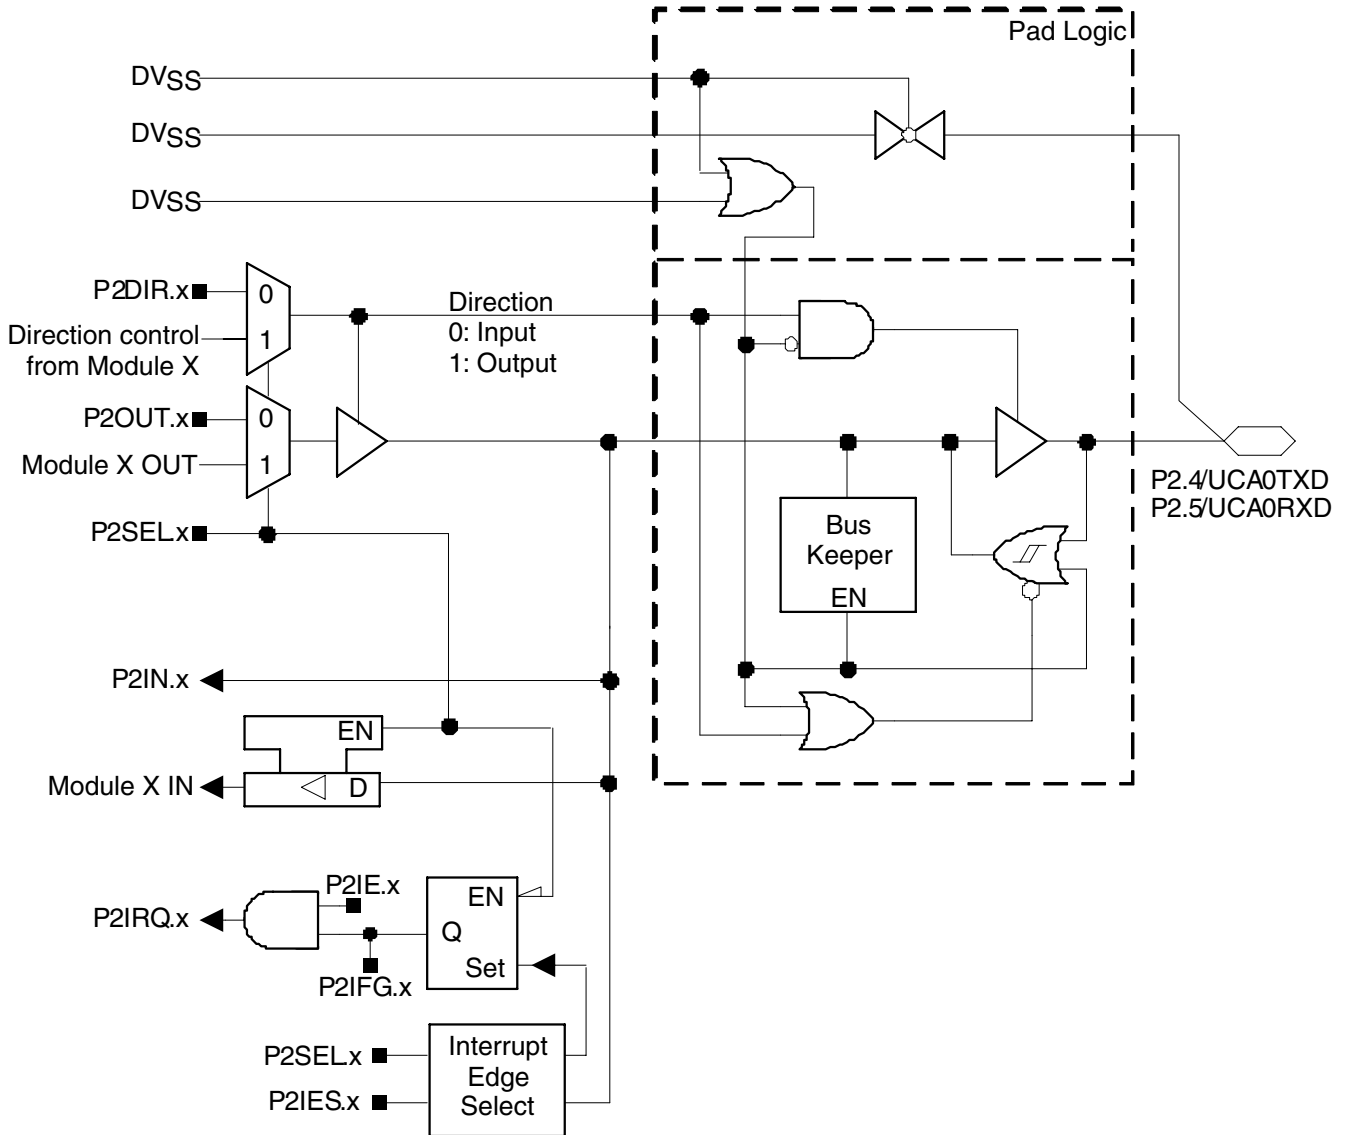 Pad Logic
DVSS
DVSS
DVSS
P2DIR.x
0
1
Direction control
from Module X
Direction
0: Input
1: Output
P2OUT.x
0
1
Module X OUT
P2SEL.x
P2.4/UCA0TXD
P2.5/UCA0RXD
Bus
Keeper
EN
P2IN.x
EN
Module X IN
D
P2IE.x
P2IRQ.x
EN
Q
Set
P2IFG.x
P2SEL.x
P2IES.x
Interrupt
Edge
Select